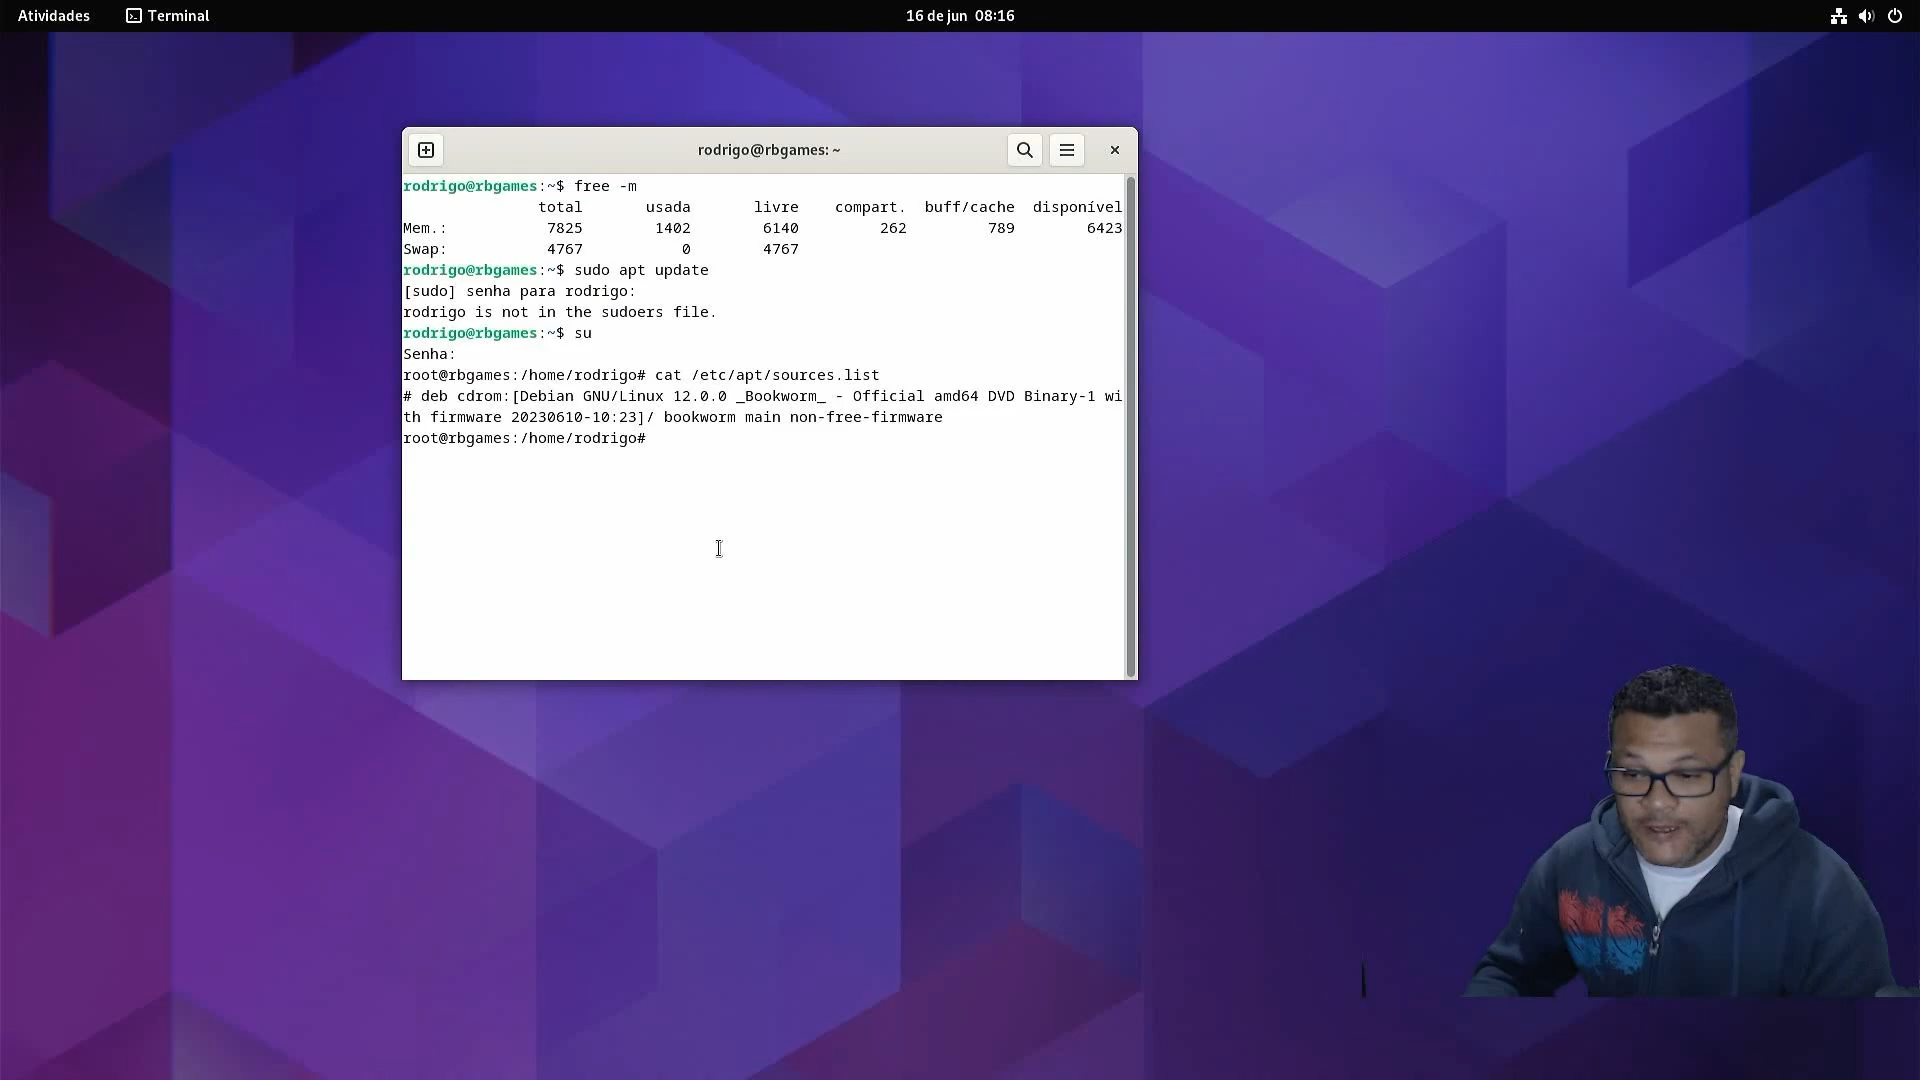 Atividades Terminal 16 de jun 08:16
rodrigo@rbgames: ~
rodrigo@rbgames:~$ free -m
total usada livre compart. buff/cache disponível
Mem.: 7825 1402 6140 262 789 6423
Swap: 4767 0 4767
rodrigo@rbgames:~$ sudo apt update
[sudo] senha para rodrigo:
rodrigo is not in the sudoers file.
rodrigo@rbgames:~$ su
Senha:
root@rbgames:/home/rodrigo# cat /etc/apt/sources.list
# deb cdrom:[Debian GNU/Linux 12.0.0 _Bookworm_ - Official amd64 DVD Binary-1 wi
th firmware 20230610-10:23]/ bookworm main non-free-firmware
root@rbgames:/home/rodrigo#